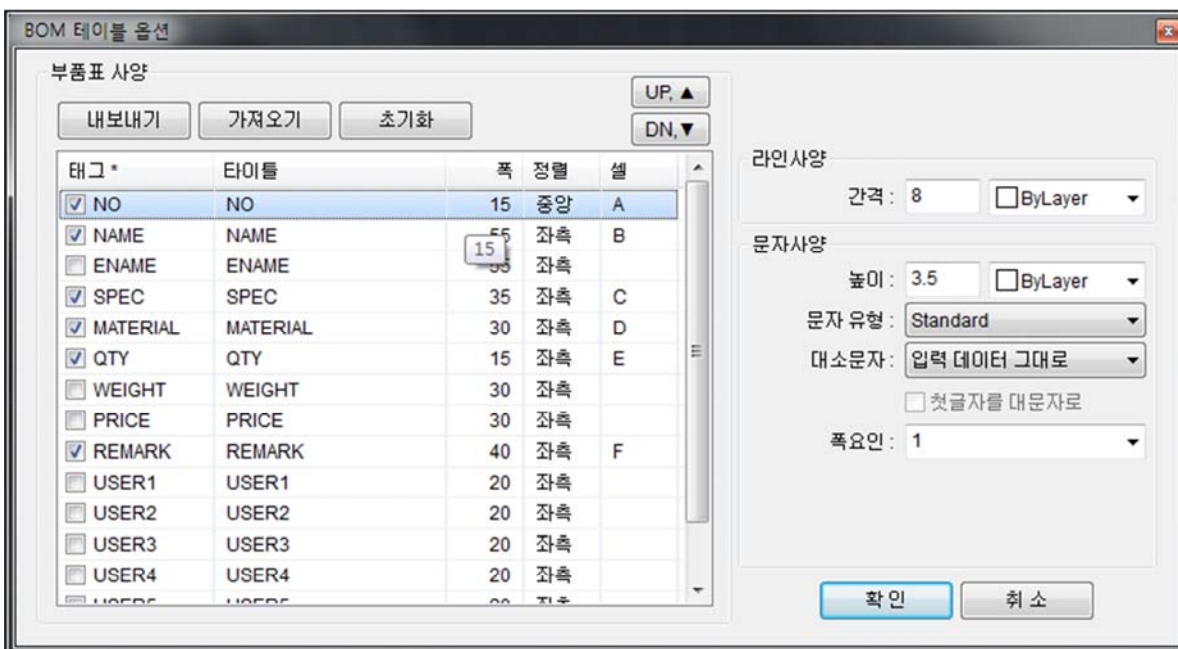 BOM 테이블 옵션
부품표 사양
UP, ▲
내보내기 가져오기 초기화
DN,▼
태그 * 타이틀 폭 정렬 셀
NO NO 15 중앙 A
NAME NAME 좌측 B
15
ENAME ENAME 좌측
SPEC SPEC 35 좌측 C
MATERIAL MATERIAL 30 좌측 D
QTY QTY 15 좌측 E
WEIGHT WEIGHT 30 좌측
PRICE PRICE 30 좌측
REMARK REMARK 40 좌측 F
USER1 USER1 20 좌측
USER2 USER2 20 좌측
USER3 USER3 20 좌측
USER4 USER4 20 좌측
라인사양
간격 : 8 ByLayer
문자사양
높이 : 3.5 ByLayer
문자 유형 : Standard
대소문자 : 입력 데이터 그대로
첫글자를 대문자로
폭요인 : 1
확인 취소